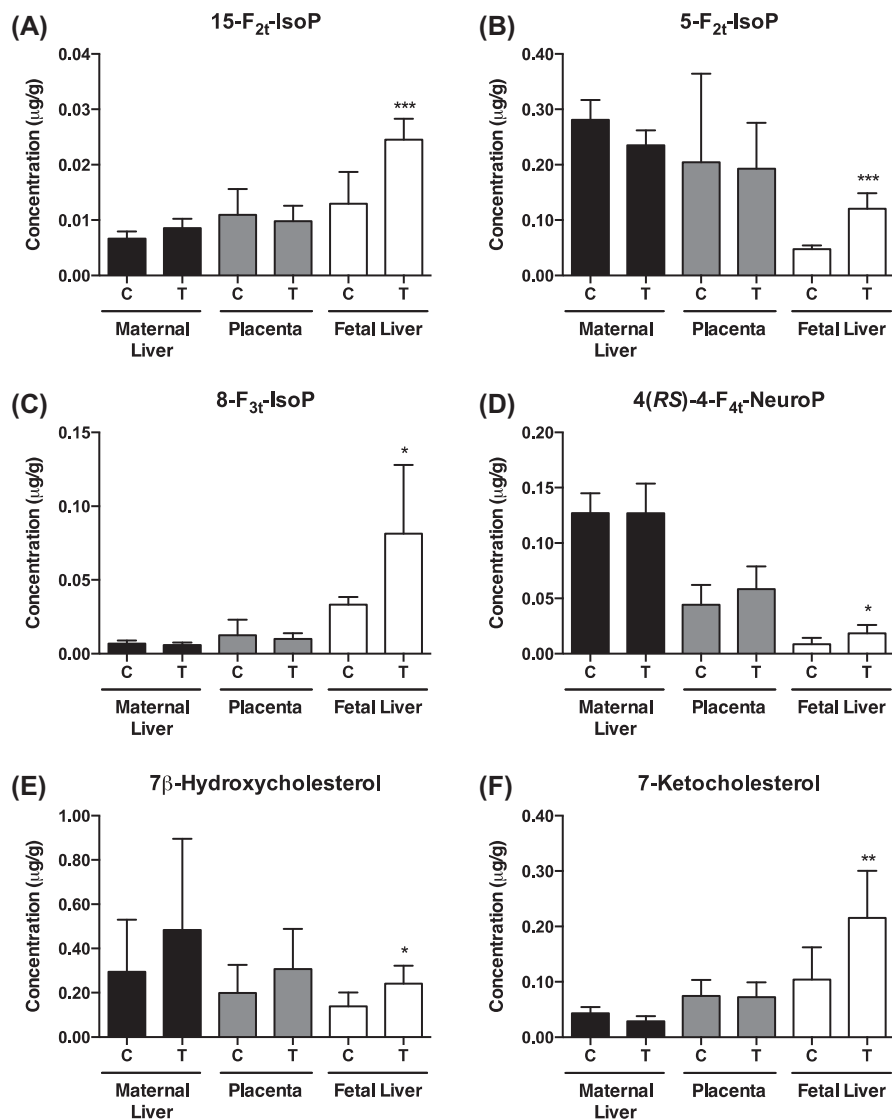 (A) 15-F2t-IsoP
Concentration (µg/g)
0.04
0.03
0.02
0.01
0.00
***
C T C T C T
Maternal Liver Placenta Fetal Liver
(B) 5-F2t-IsoP
Concentration (µg/g)
0.40
0.30
0.20
0.10
0.00
***
C T C T C T
Maternal Liver Placenta Fetal Liver
(C) 8-F3t-IsoP
Concentration (µg/g)
0.15
0.10
0.05
0.00
*
C T C T C T
Maternal Liver Placenta Fetal Liver
(D) 4(RS)-4-F4t-NeuroP
Concentration (µg/g)
0.20
0.15
0.10
0.05
0.00
*
C T C T C T
Maternal Liver Placenta Fetal Liver
(E) 7β-Hydroxycholesterol
Concentration (µg/g)
1.00
0.80
0.60
0.40
0.20
0.00
*
C T C T C T
Maternal Liver Placenta Fetal Liver
(F) 7-Ketocholesterol
Concentration (µg/g)
0.40
0.30
0.20
0.10
0.00
**
C T C T C T
Maternal Liver Placenta Fetal Liver